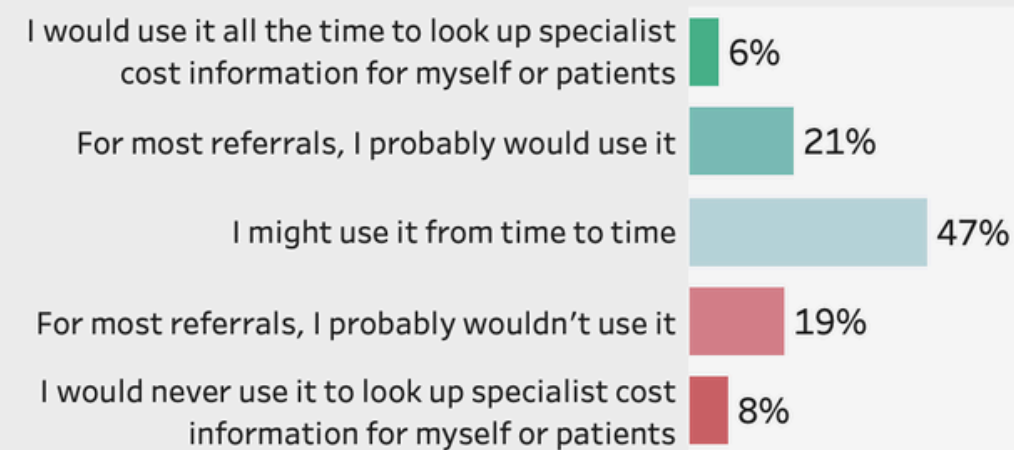 I would use it all the time to look up specialist
cost information for myself or patients
6%
For most referrals, I probably would use it
21%
I might use it from time to time
47%
For most referrals, I probably wouldn’t use it
19%
I would never use it to look up specialist cost
information for myself or patients
8%